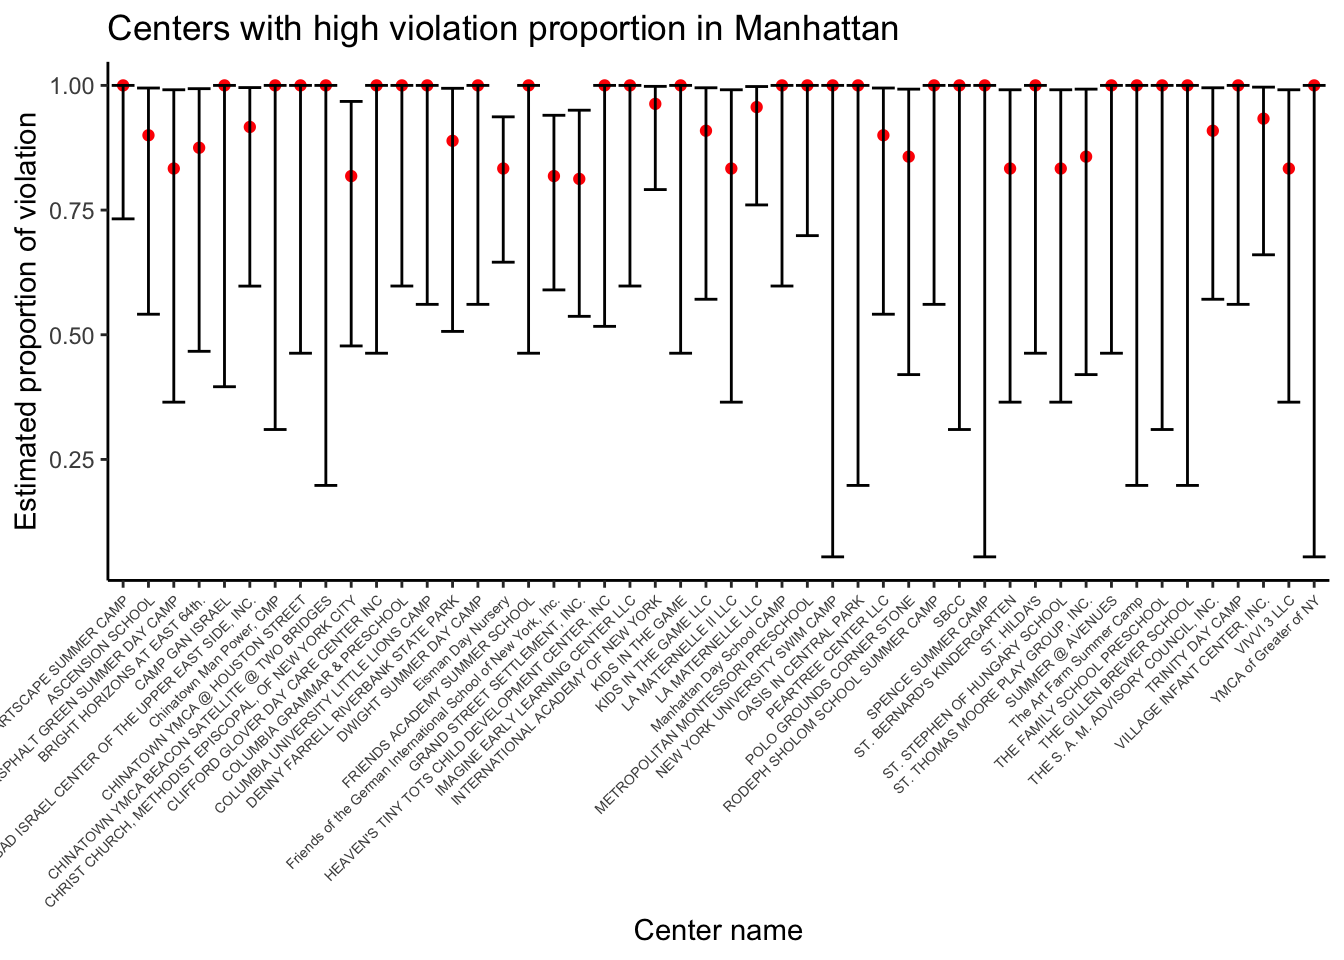 Centers with high violation proportion in Manhattan
Estimated proportion of violation
1.00
0.75
0.50
0.25
ARTSCAPE SUMMER CAMP
ASCENSION SCHOOL
ASPHALT GREEN SUMMER DAY CAMP
BRIGHT HORIZONS AT EAST 64th.
CAMP GAN ISRAEL
ISRAEL CENTER OF THE UPPER EAST SIDE, INC.
Chinatown Man Power, CMP
CHINATOWN YMCA @ HOUSTON STREET
CHINATOWN YMCA BEACON SATELLITE @ TWO BRIDGES
CHRIST CHURCH, METHODIST EPISCOPAL, OF NEW YORK CITY
CLIFFORD GLOVER DAY CARE CENTER INC
COLUMBIA GRAMMAR & PRESCHOOL
COLUMBIA UNIVERSITY LITTLE LIONS CAMP
DENNY FARRELL RIVERBANK STATE PARK
DWIGHT SUMMER DAY CAMP
Eisman Day Nursery
FRIENDS ACADEMY SUMMER SCHOOL
Friends of the German International School of New York, Inc.
GRAND STREET SETTLEMENT, INC.
HEAVEN'S TINY TOTS CHILD DEVELOPMENT CENTER, INC
IMAGINE EARLY LEARNING CENTER LLC
INTERNATIONAL ACADEMY OF NEW YORK
KIDS IN THE GAME
KIDS IN THE GAME LLC
LA MATERNELLE II LLC
LA MATERNELLE LLC
Manhattan Day School CAMP
METROPOLITAN MONTESSORI PRESCHOOL
NEW YORK UNIVERSITY SWIM CAMP
OASIS IN CENTRAL PARK
PEARTREE CENTER LLC
POLO GROUNDS CORNER STONE
RODEPH SHOLOM SCHOOL SUMMER CAMP
SBCC
SPENCE SUMMER CAMP
ST. BERNARD'S KINDERGARTEN
ST. HILDA'S
ST. STEPHEN OF HUNGARY SCHOOL
ST. THOMAS MOORE PLAY GROUP INC.
SUMMER @ AVENUES
The Art Farm Summer Camp
THE FAMILY SCHOOL PRESCHOOL
THE GILLEN BREWER SCHOOL
THE S. A. M. ADVISORY COUNCIL, INC.
TRINITY DAY CAMP
VILLAGE INFANT CENTER, INC.
VIVVI 3 LLC
YMCA of Greater of NY
Center name